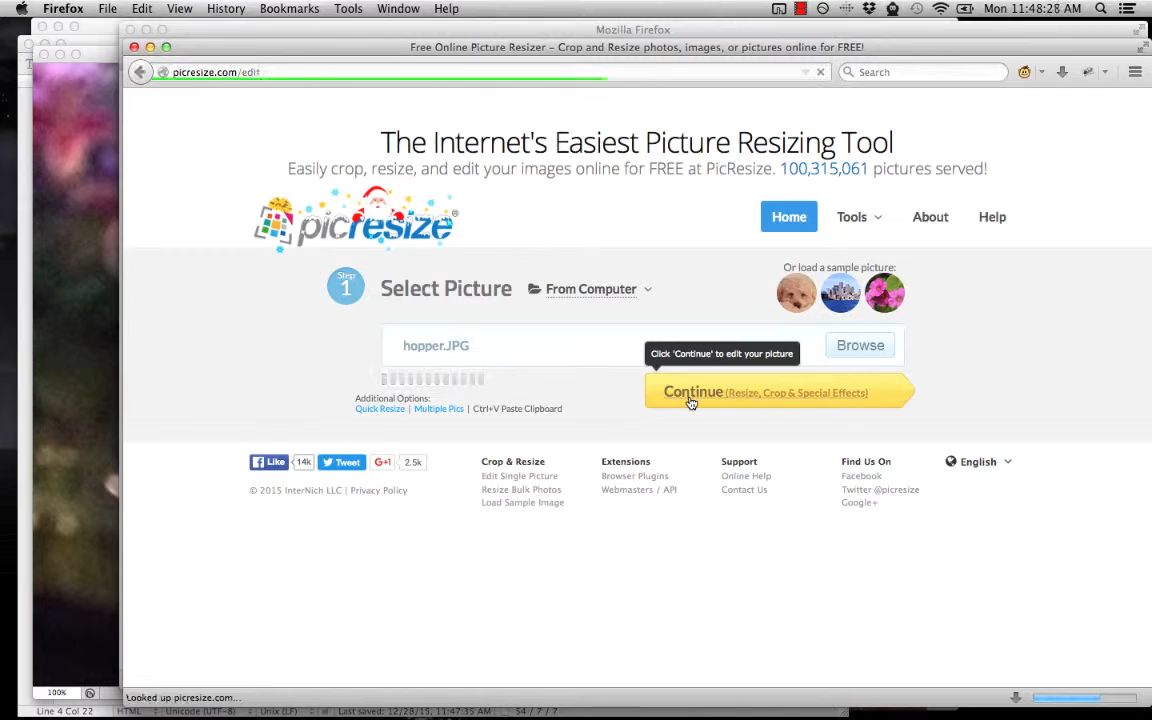 Firefox File Edit View History Bookmarks Tools Window Help Mon 11:48:28 AM
Mozilla Firefox
Free Online Picture Resizer – Crop and Resize photos, images, or pictures online for FREE!
picresize.com/edit Search
The Internet's Easiest Picture Resizing Tool
Easily crop, resize, and edit your images online for FREE at PicResize. 100,315,061 pictures served!
picresize®
Home Tools About Help
Step 1 Select Picture From Computer
Or load a sample picture:
hopper.JPG Browse
Click 'Continue' to edit your picture
Continue (Resize, Crop & Special Effects)
Additional Options:
Quick Resize | Multiple Pics | Ctrl+V Paste Clipboard
Like 14k Tweet G+1 2.5k
© 2015 InterNich LLC | Privacy Policy
Crop & Resize
Edit Single Picture
Resize Bulk Photos
Load Sample Image
Extensions
Browser Plugins
Webmasters / API
Support
Online Help
Contact Us
Find Us On
Facebook
Twitter @picresize
Google+
English
Looked up picresize.com...
100%
Line 4 Col 22 HTML Unicode (UTF-8) Unix (LF) Last saved: 12/28/15, 11:47:35 AM 54 / 7 / 7